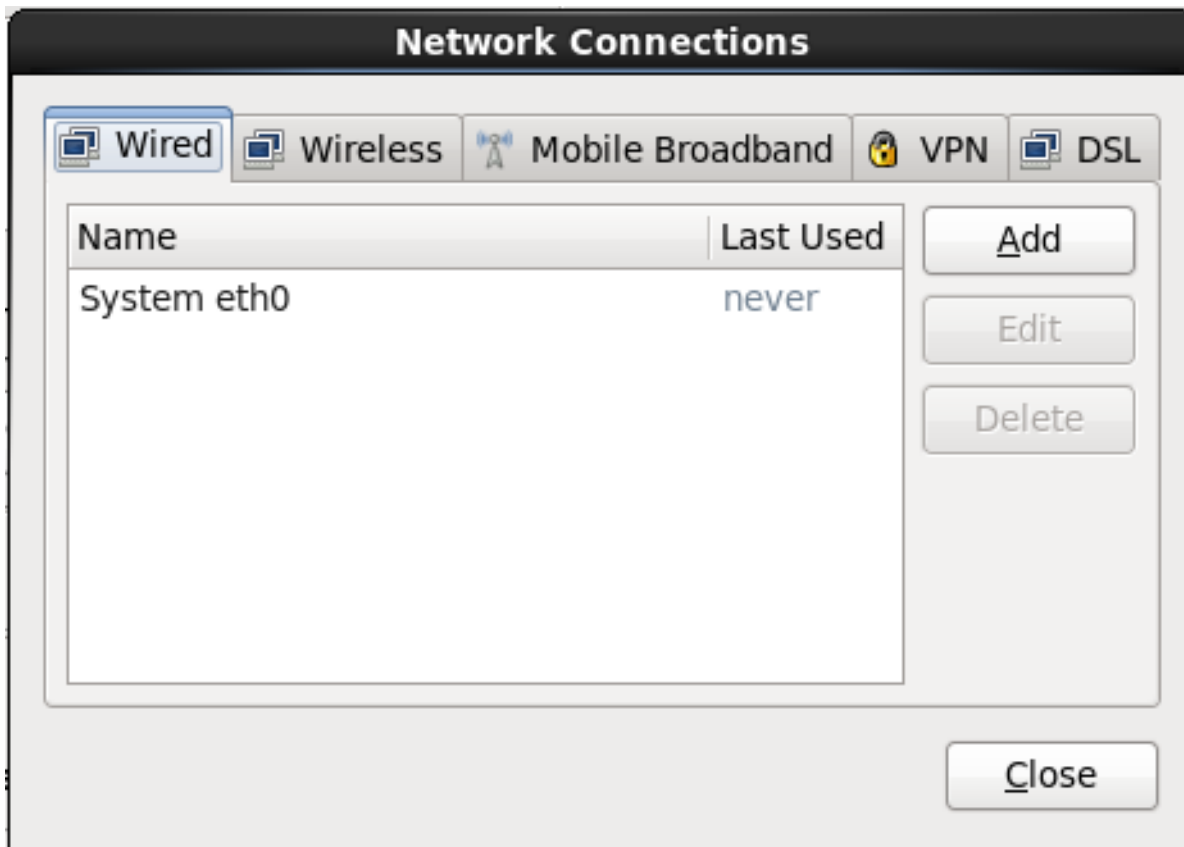 Network Connections
Wired Wireless Mobile Broadband VPN DSL
Name Last Used
System eth0 never
Add
Edit
Delete
Close